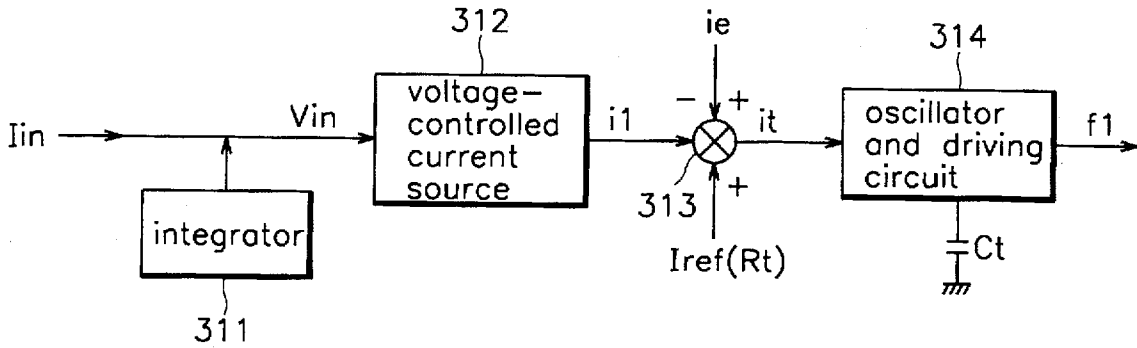 312
ie
314
Iin
Vin
voltage-
controlled
current
source
i1
- +
it
oscillator
and driving
circuit
f1
313
+
integrator
Iref(Rt)
Ct
311